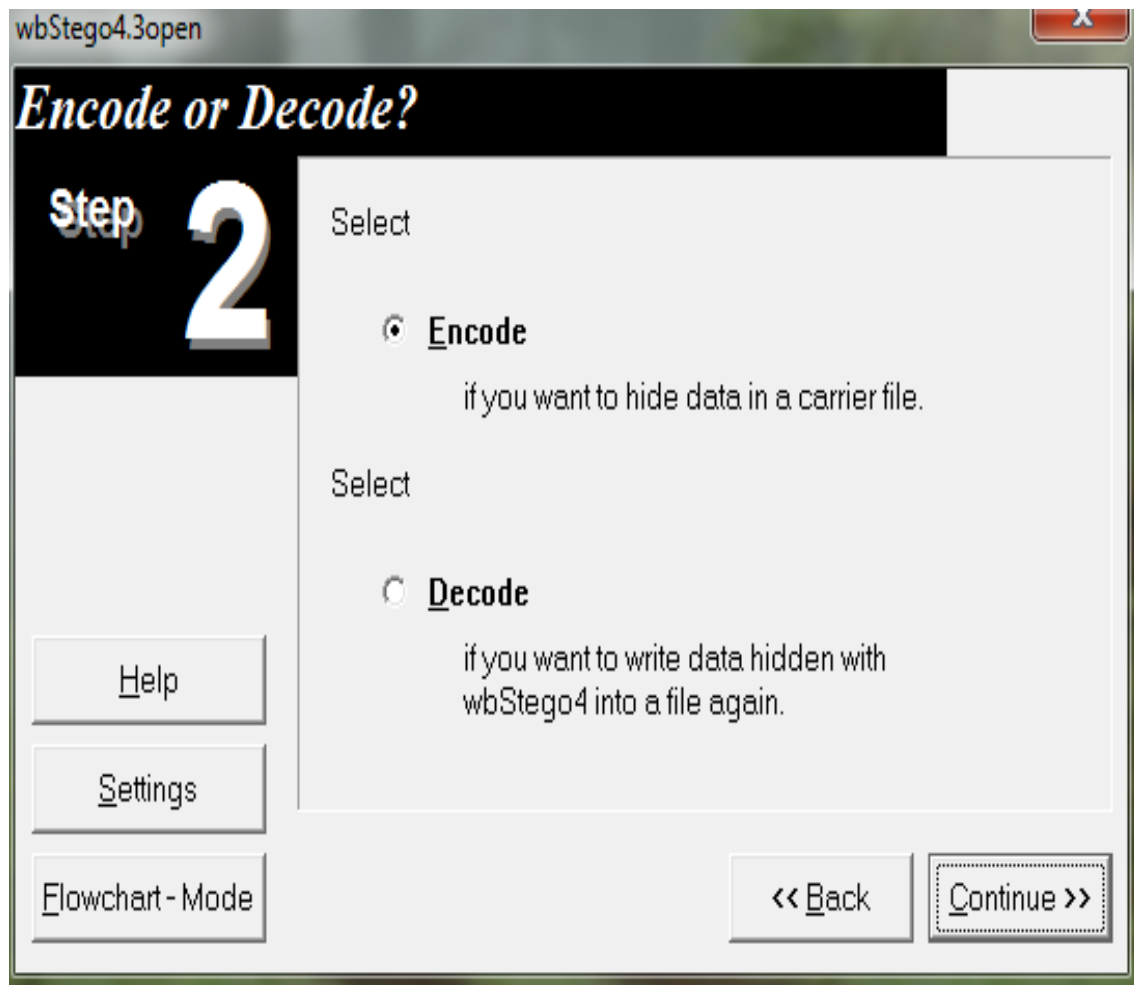 wbStego4.3open
X
Encode or Decode?
Step 2
Select
Encode
if you want to hide data in a carrier file.
Select
Decode
if you want to write data hidden with
wbStego4 into a file again.
Help
Settings
Flowchart - Mode
<< Back
Continue >>